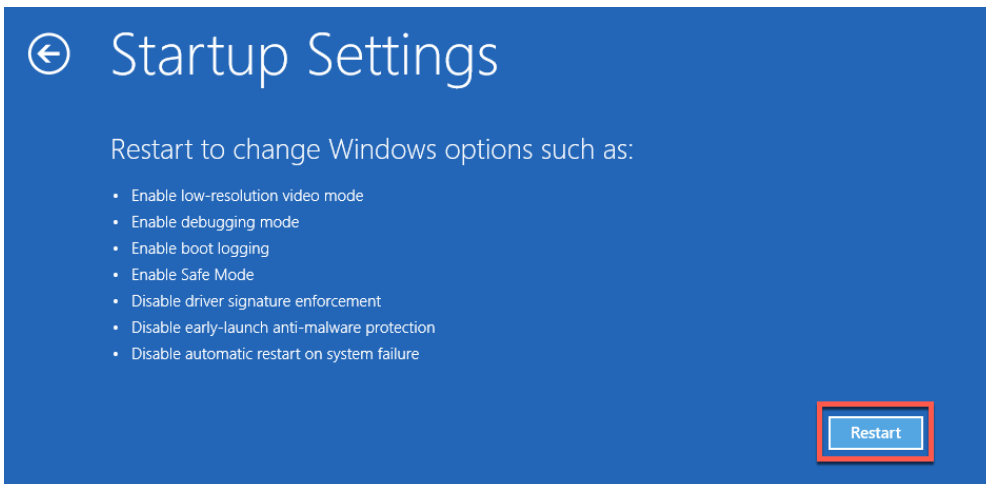 Startup Settings
Restart to change Windows options such as:
• Enable low-resolution video mode
• Enable debugging mode
• Enable boot logging
• Enable Safe Mode
• Disable driver signature enforcement
• Disable early-launch anti-malware protection
• Disable automatic restart on system failure
Restart